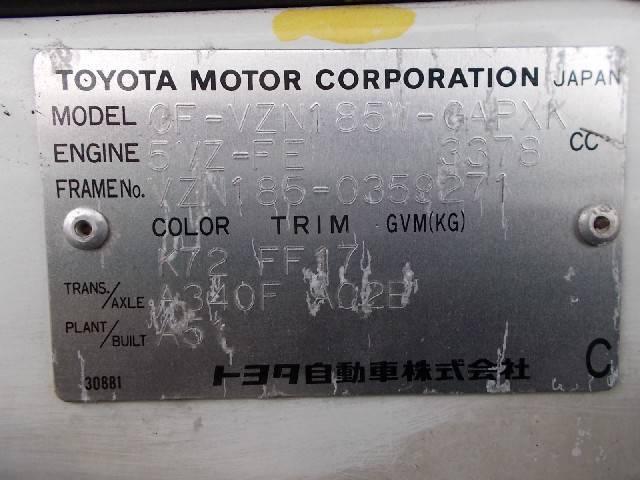 TOYOTA MOTOR CORPORATION JAPAN
MODEL GF-VZN185W-GAPXK
ENGINE 5VZ-FE 3378 CC
FRAME No. VZN185-0358271
COLOR TRIM GVM(KG)
K72 FF17
TRANS./AXLE A340F A02B
PLANT/BUILT A5
30881 トヨタ自動車株式会社 C